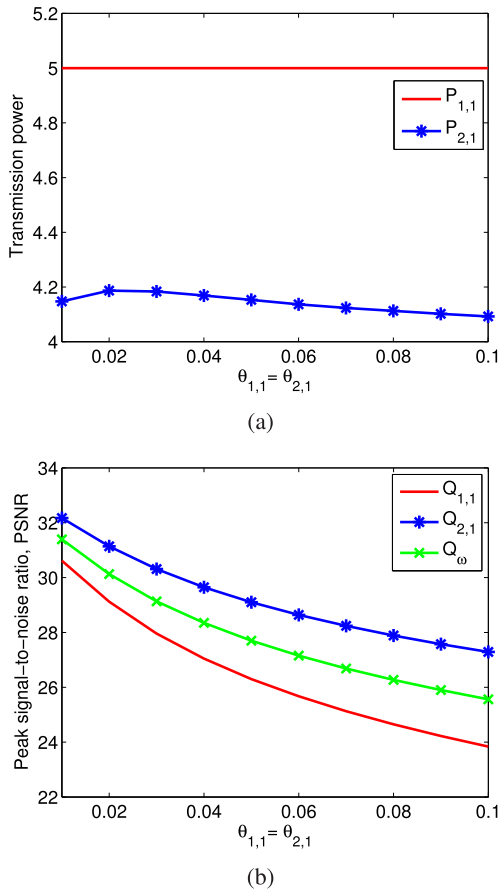 5.2
5
4.8
4.6
4.4
4.2
4
Transmission power
P1,1
P2,1
0.02 0.04 0.06 0.08 0.1
θ1,1= θ2,1
(a)
34
32
30
28
26
24
22
Peak signal−to−noise ratio, PSNR
Q1,1
Q2,1
Qω
0.02 0.04 0.06 0.08 0.1
θ1,1= θ2,1
(b)